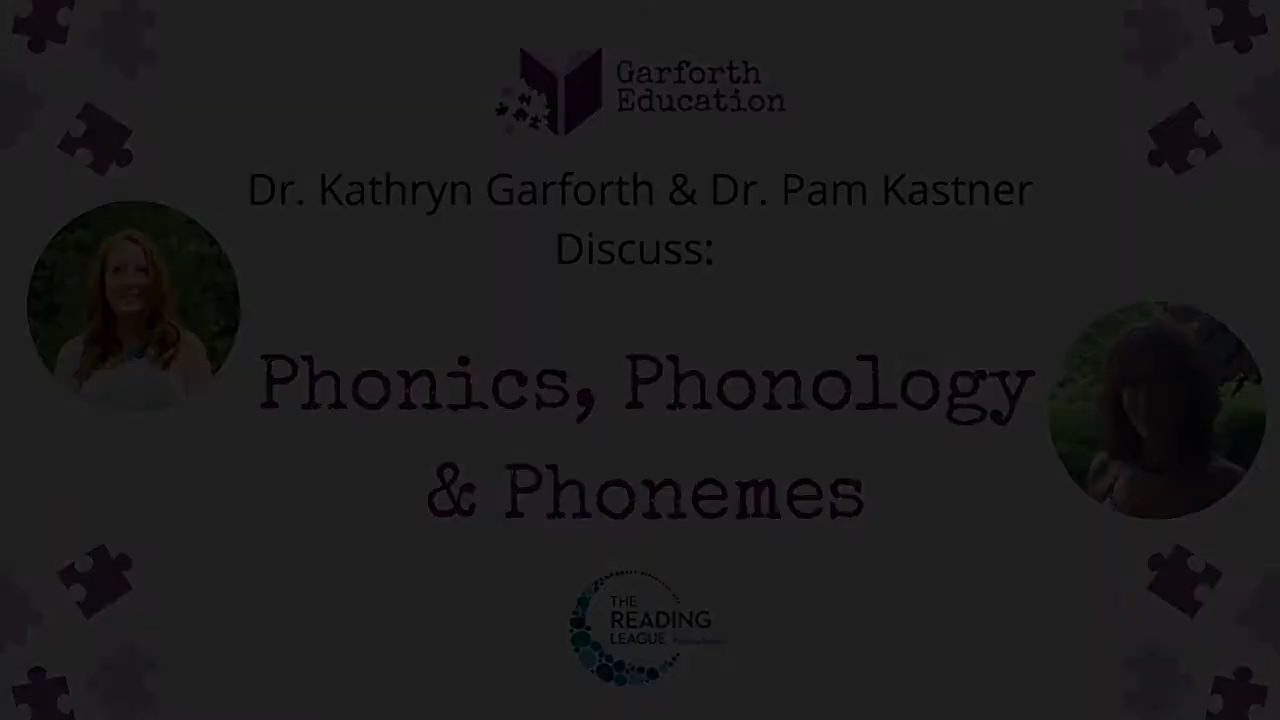 Garforth
Education
Dr. Kathryn Garforth & Dr. Pam Kastner
Discuss:
Phonics, Phonology
& Phonemes
THE
READING
LEAGUE